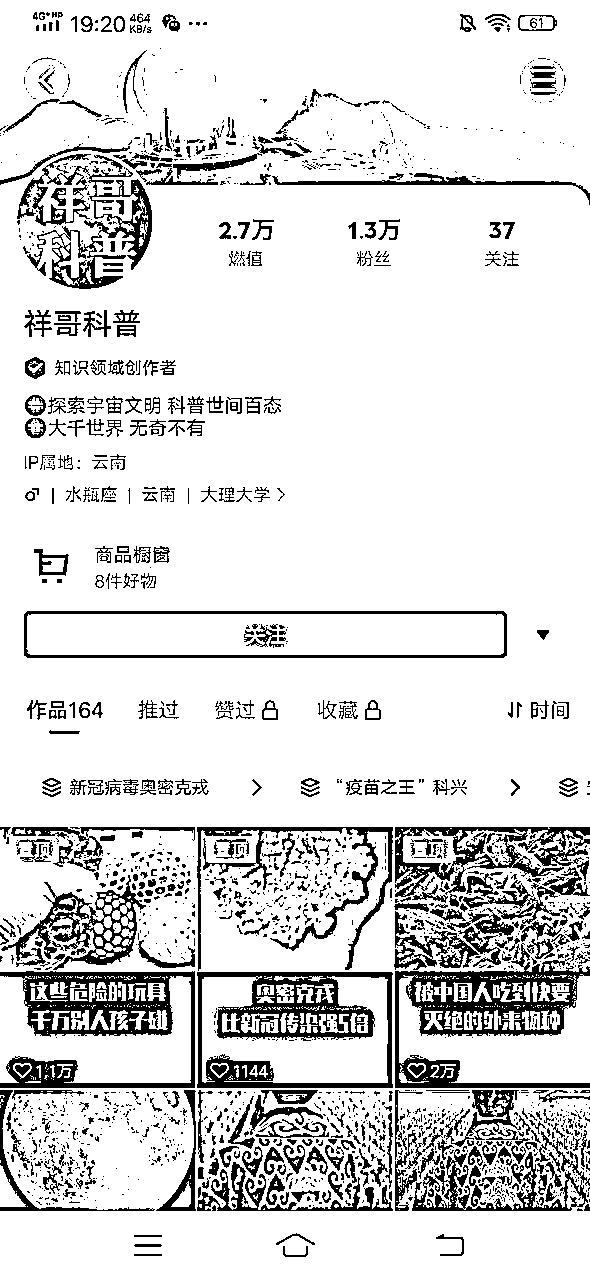 4G+HD 19:20 464 KB/s ··· 61
祥哥
科普
2.7万 1.3万 37
燃值 粉丝 关注
祥哥科普
知识领域创作者
探索宇宙文明 科普世间百态
大千世界 无奇不有
IP属地：云南
♂ | 水瓶座 | 云南 | 大理大学 >
商品橱窗
8件好物
关注
作品164 推过 赞过 收藏 时间
新冠病毒奥密克戎 > “疫苗之王”科兴 >
置顶 置顶 置顶
这些危险的玩具
千万别人孩子碰
奥密克戎
比新冠传染强5倍
被中国人吃到快要
灭绝的外来物种
1.1万 1144 2万